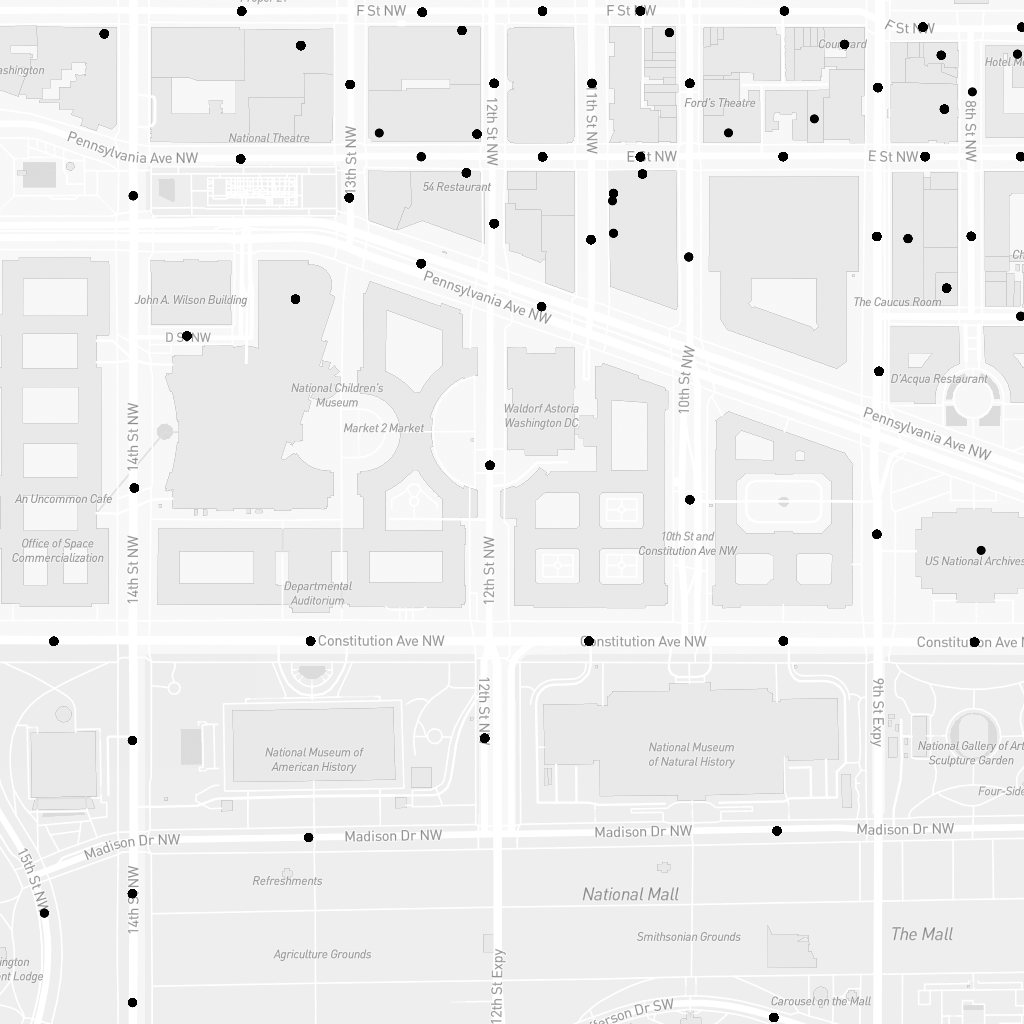 F St NW
F St NW
F St NW
Courtyard
Hotel
Ford's Theatre
National Theatre
Pennsylvania Ave NW
13th St NW
12th St NW
11th St NW
8th St NW
E St NW
E St NW
54 Restaurant
John A. Wilson Building
D St NW
Pennsylvania Ave NW
The Caucus Room
National Children's
Museum
Market 2 Market
Waldorf Astoria
Washington DC
10th St NW
D'Acqua Restaurant
Pennsylvania Ave NW
14th St NW
An Uncommon Cafe
Office of Space
Commercialization
14th St NW
12th St NW
10th St and
Constitution Ave NW
US National Archives
Departmental
Auditorium
Constitution Ave NW
Constitution Ave NW
Constitution Ave
12th St NW
9th St Expy
National Museum of
American History
National Museum
of Natural History
National Gallery of Art
Sculpture Garden
Madison Dr NW
Madison Dr NW
Madison Dr NW
Madison Dr NW
15th St NW
14th St NW
Refreshments
National Mall
The Mall
Smithsonian Grounds
Agriculture Grounds
12th St Expy
Carousel on the Mall
Dr SW